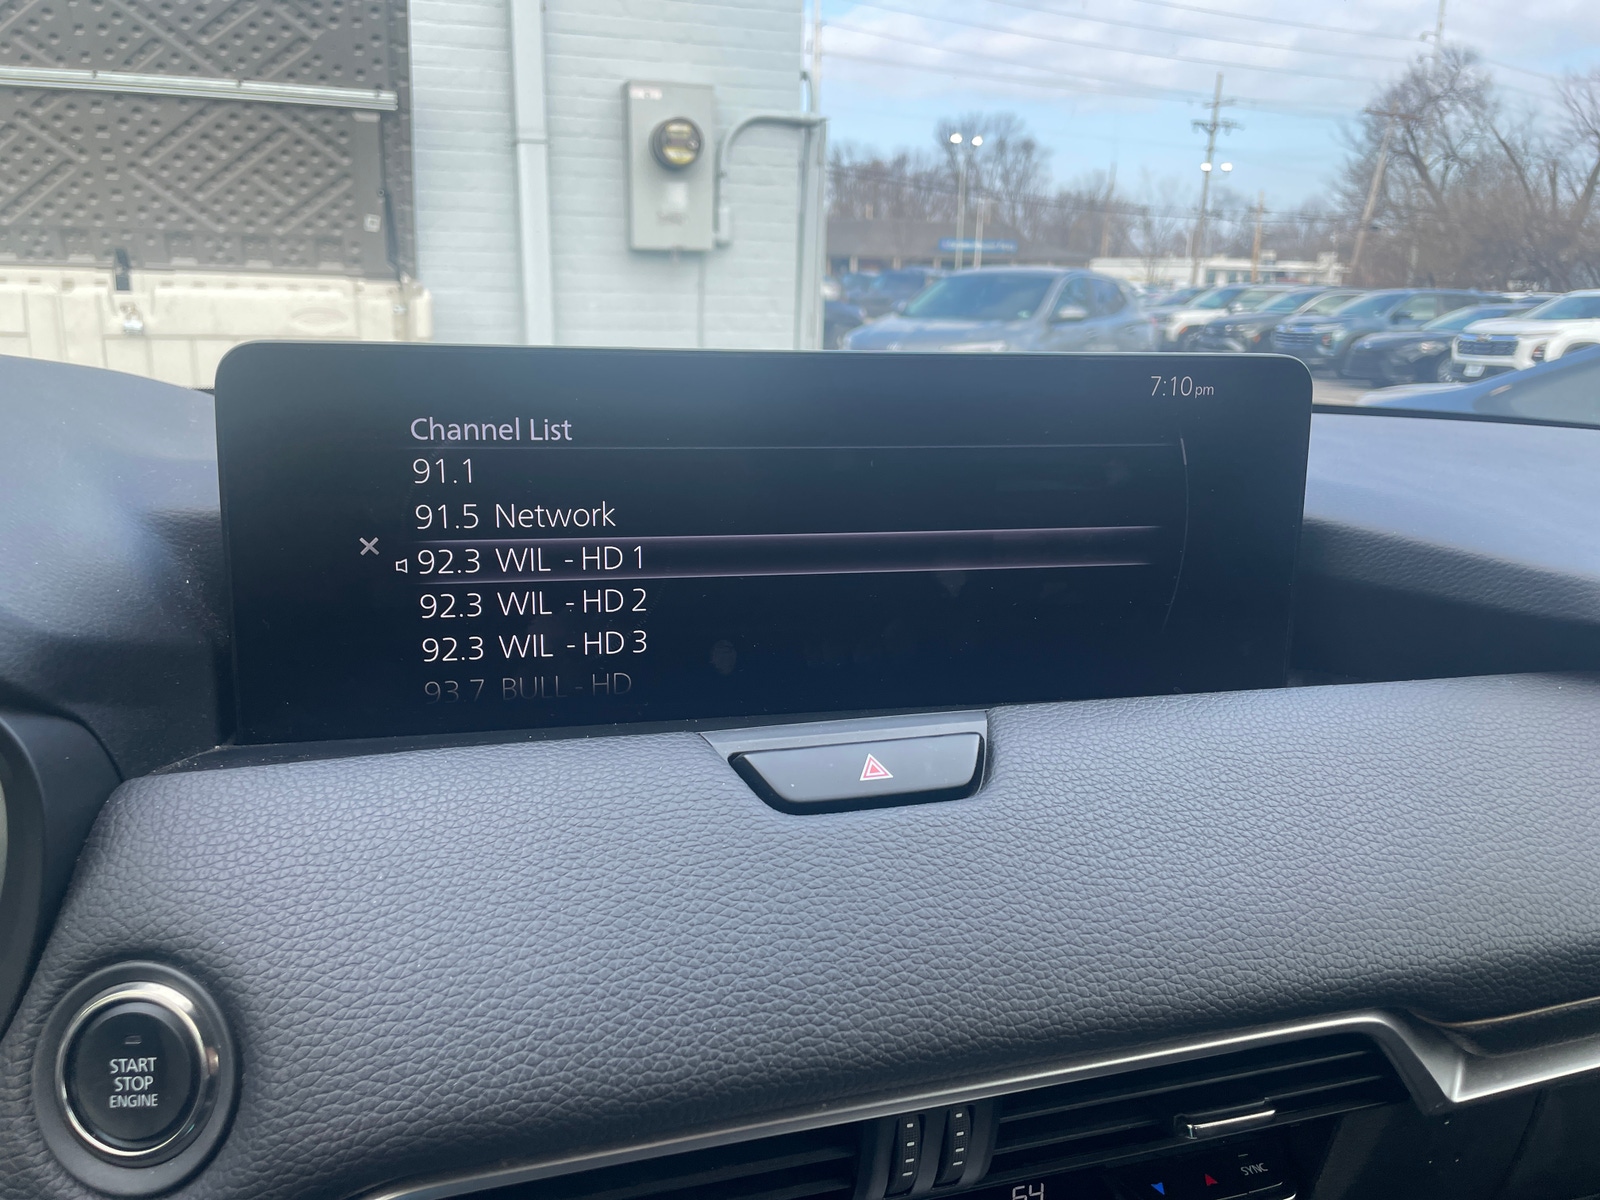 7:10pm
Channel List
91.1
91.5 Network
92.3 WIL - HD 1
92.3 WIL - HD 2
92.3 WIL - HD 3
93.7 BULL - HD
START
STOP
ENGINE
SYNC
64